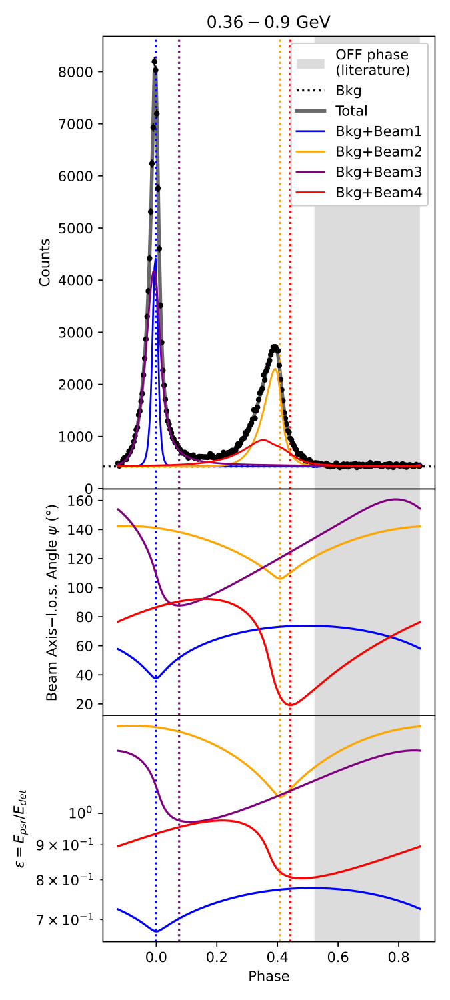 0.36 − 0.9 GeV
OFF phase
(literature)
Bkg
Total
Bkg+Beam1
Bkg+Beam2
Bkg+Beam3
Bkg+Beam4
Counts
8000
7000
6000
5000
4000
3000
2000
1000
0
Beam Axis−l.o.s. Angle ψ (°)
160
140
120
100
80
60
40
20
ε = E_psr/E_det
10⁰
9 × 10⁻¹
8 × 10⁻¹
7 × 10⁻¹
0.0 0.2 0.4 0.6 0.8
Phase